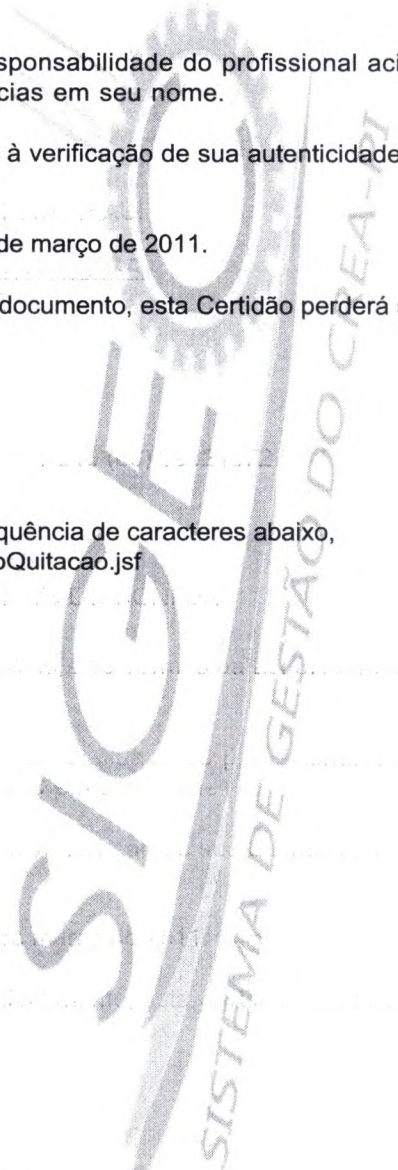 sponsabilidade do profissional aci
cias em seu nome.
à verificação de sua autenticidade
de março de 2011.
documento, esta Certidão perderá s
quência de caracteres abaixo,
oQuitacao.jsf
SIGEC
SISTEMA DE GESTÃO DO CREA-PI